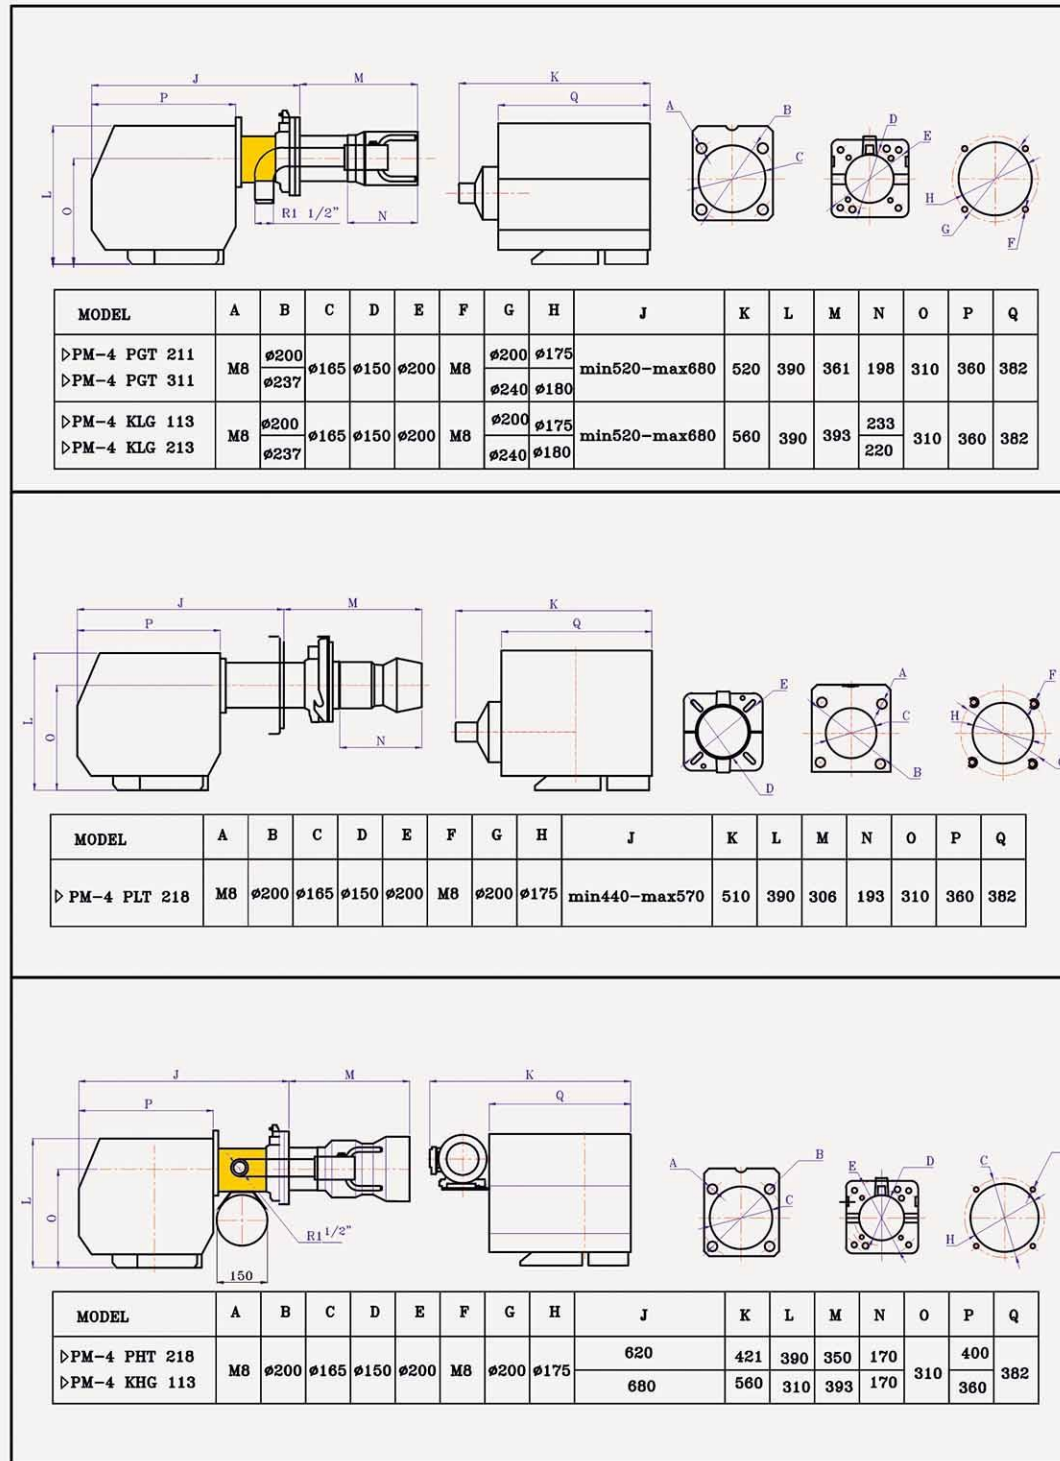 J M
P
L O
R1 1/2"
N
K
Q
A B C
D E
H G F
MODEL A B C D E F G H J K L M N O P Q
▷PM-4 PGT 211
▷PM-4 PGT 311
M8 ø200 ø237 ø165 ø150 ø200 M8 ø200 ø240 ø175 ø180 min520-max680 520 390 361 198 310 360 382
▷PM-4 KLG 113
▷PM-4 KLG 213
M8 ø200 ø237 ø165 ø150 ø200 M8 ø200 ø240 ø175 ø180 min520-max680 560 390 393 233 220 310 360 382
J M
P
L O
N
K
Q
E D
A C B
F H
MODEL A B C D E F G H J K L M N O P Q
▷ PM-4 PLT 218 M8 ø200 ø165 ø150 ø200 M8 ø200 ø175 min440-max570 510 390 306 193 310 360 382
J M
P
L O
R1 1/2"
150
K
Q
A B C
E D
C H
MODEL A B C D E F G H J K L M N O P Q
▷PM-4 PHT 218
▷PM-4 KHG 113
M8 ø200 ø165 ø150 ø200 M8 ø200 ø175
620 421 390 350 170 310 400 382
680 560 310 393 170 360